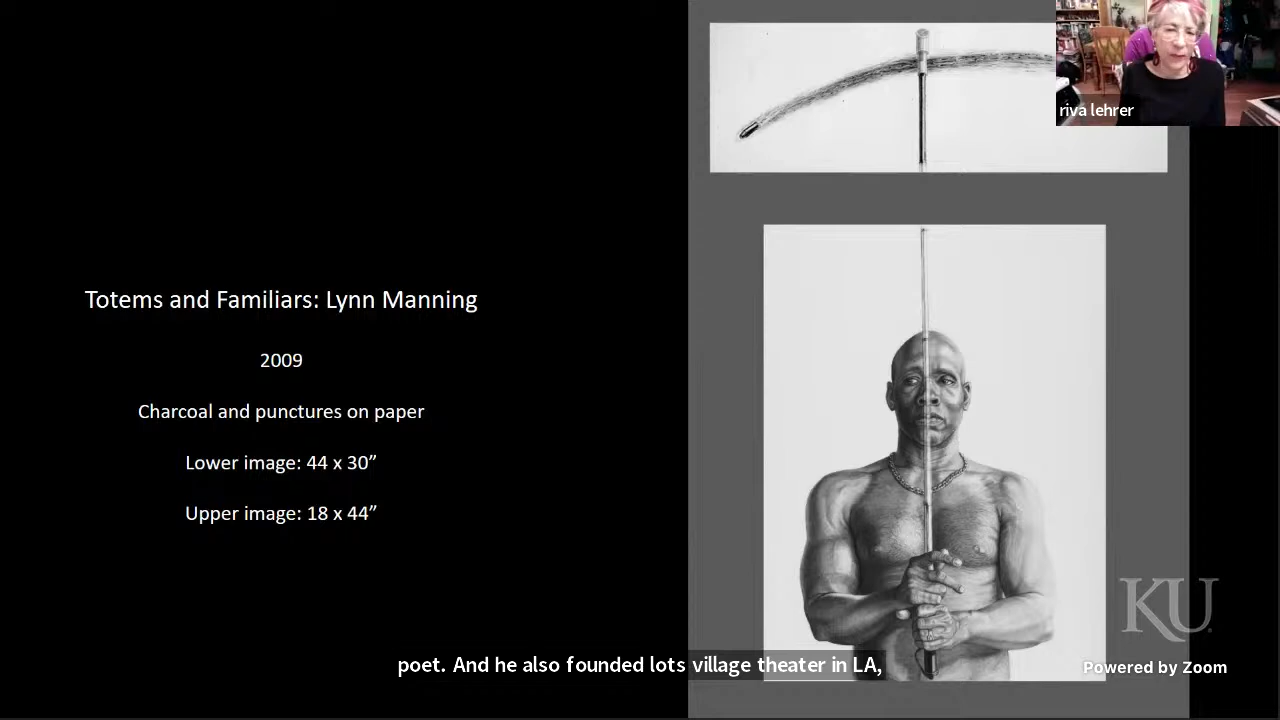 riva lehrer
Totems and Familiars: Lynn Manning
2009
Charcoal and punctures on paper
Lower image: 44 x 30”
Upper image: 18 x 44”
KU
poet. And he also founded lots village theater in LA,
Powered by Zoom